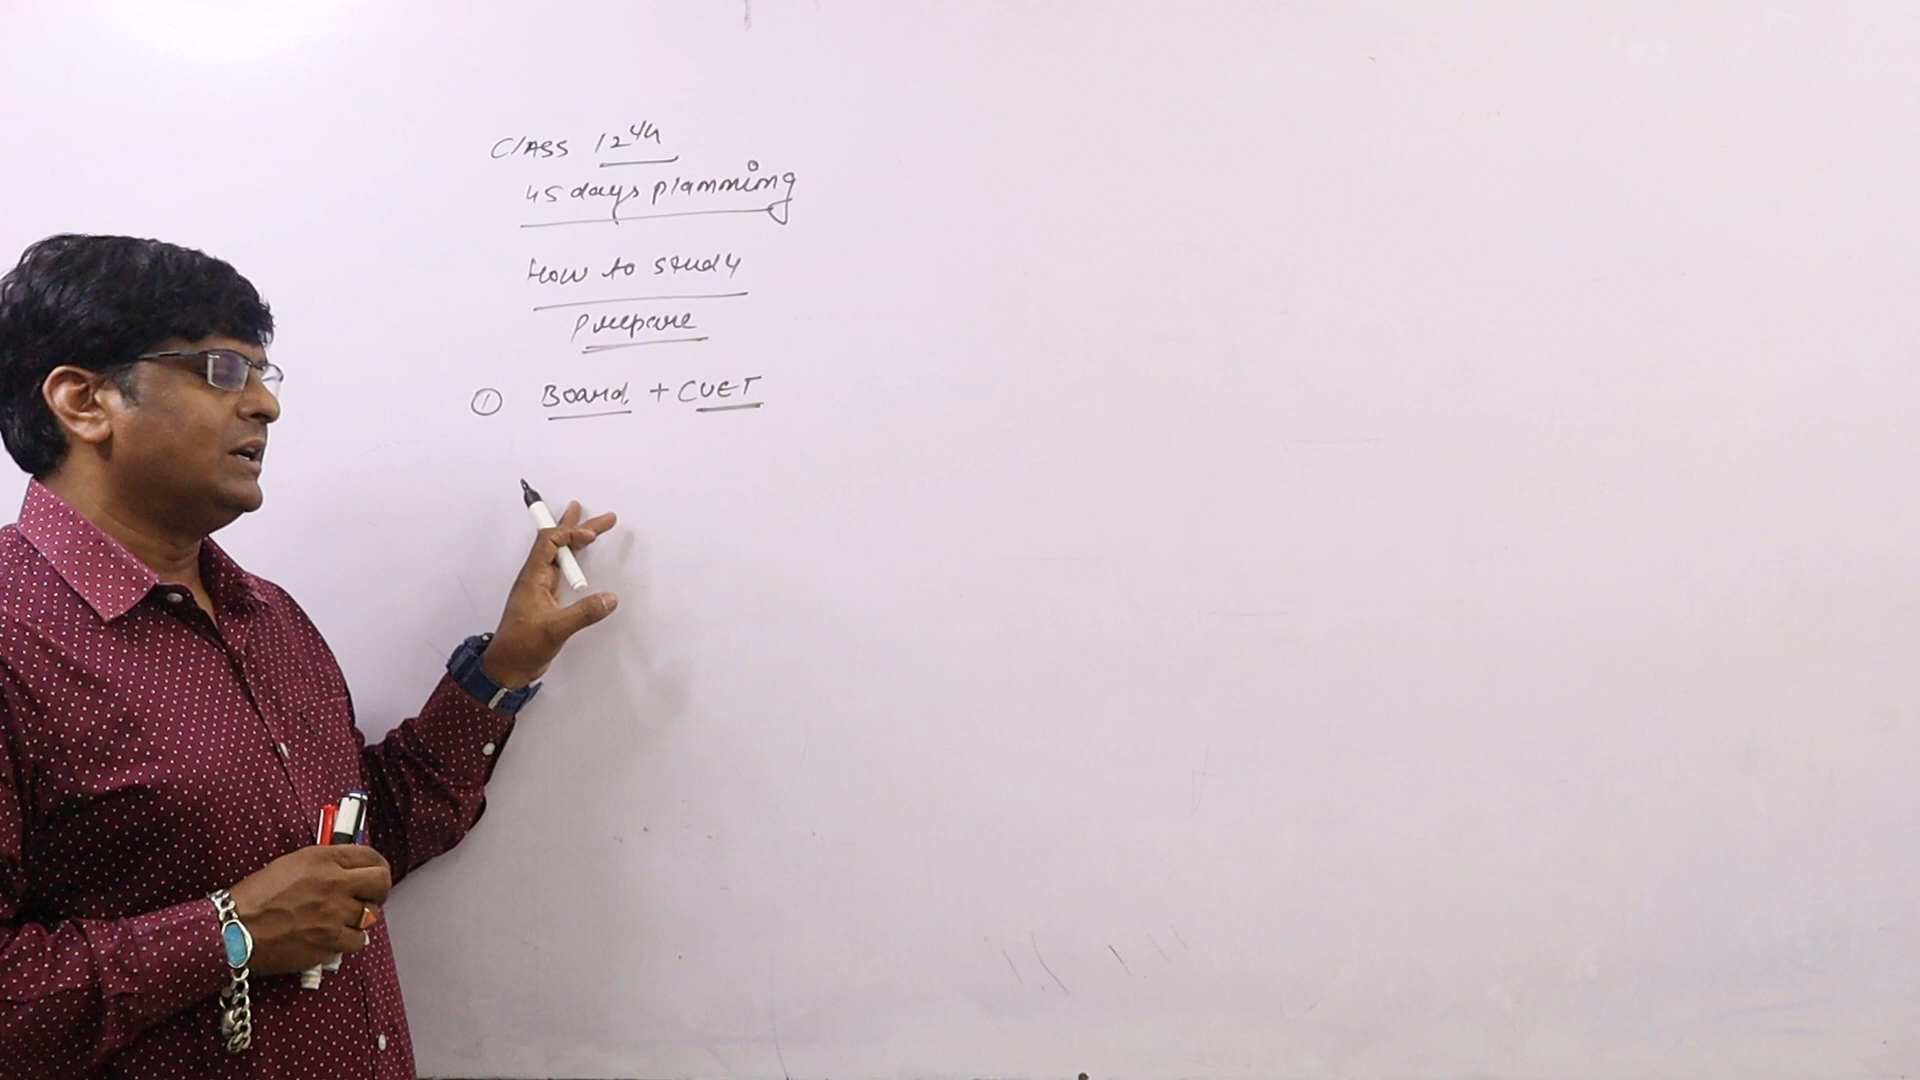 Class 12th
45 days planning
How to study
Prepare
① Board + CUET